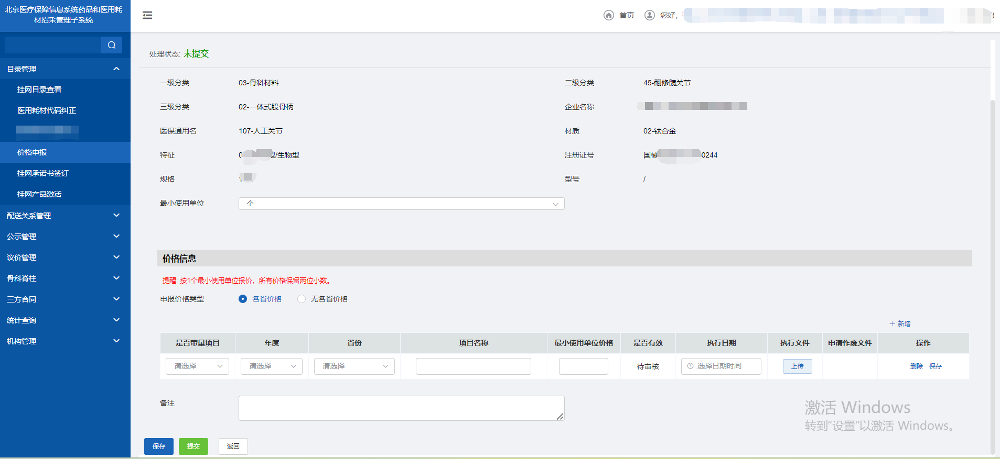 北京医疗保障信息系统药品和医用耗
材招采管理子系统
首页
您好，
目录管理
挂网目录查看
医用耗材代码纠正
价格申报
挂网承诺书签订
挂网产品激活
配送关系管理
公示管理
议价管理
骨科脊柱
三方合同
统计查询
机构管理
处理状态: 未提交
一级分类 03-骨科材料 二级分类 45-翻修髋关节
三级分类 02-一体式股骨柄 企业名称
医保通用名 107-人工关节 材质 02-钛合金
特征 型/生物型 注册证号 国械 0244
规格 型号 /
最小使用单位 个
价格信息
提醒: 按1个最小使用单位报价，所有价格保留两位小数。
申报价格类型 各省价格 无各省价格
+ 新增
是否带量项目 年度 省份 项目名称 最小使用单位价格 是否有效 执行日期 执行文件 申请作废文件 操作
请选择 请选择 请选择 待审核 选择日期时间 上传 删除 保存
备注
激活 Windows
转到“设置”以激活 Windows。
保存 提交 返回